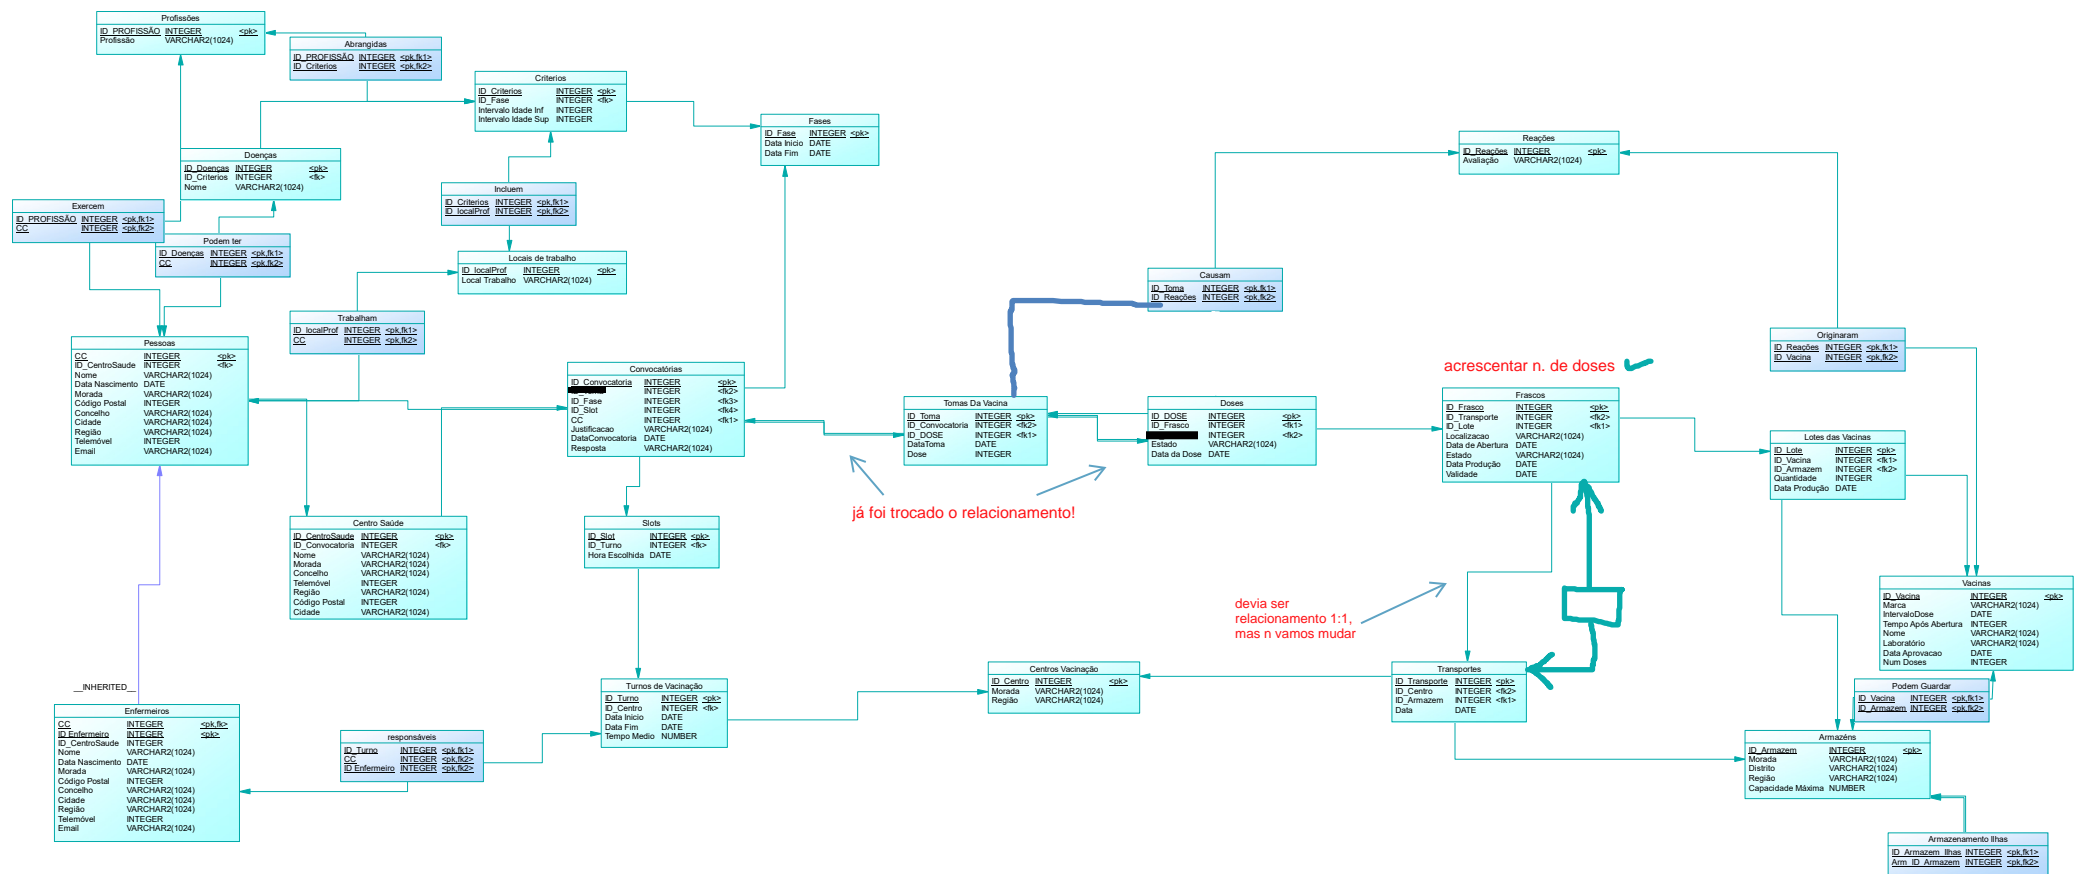 Profissões
ID_PROFISSÃO INTEGER <pk>
Profissão VARCHAR2(1024)
Abrangidas
ID_PROFISSÃO INTEGER <pk,fk1>
ID_Criterios INTEGER <pk,fk2>
Criterios
ID_Criterios INTEGER <pk>
ID_Fase INTEGER <fk>
Intervalo Idade Inf INTEGER
Intervalo Idade Sup INTEGER
Fases
ID_Fase INTEGER <pk>
Data Inicio DATE
Data Fim DATE
Reações
ID_Reações INTEGER <pk>
Avaliação VARCHAR2(1024)
Doenças
ID_Doenças INTEGER <pk>
ID_Criterios INTEGER <fk>
Nome VARCHAR2(1024)
Incluem
ID_Criterios INTEGER <pk,fk1>
ID_localProf INTEGER <pk,fk2>
Exercem
ID_PROFISSÃO INTEGER <pk,fk1>
CC INTEGER <pk,fk2>
Podem ter
ID_Doenças INTEGER <pk,fk1>
CC INTEGER <pk,fk2>
Locais de trabalho
ID_localProf INTEGER <pk>
Local Trabalho VARCHAR2(1024)
Causam
ID_Toma INTEGER <pk,fk1>
ID_Reações INTEGER <pk,fk2>
Trabalham
ID_localProf INTEGER <pk,fk1>
CC INTEGER <pk,fk2>
Originaram
ID_Reações INTEGER <pk,fk1>
ID_Vacina INTEGER <pk,fk2>
Pessoas
CC INTEGER <pk>
ID_CentroSaude INTEGER <fk>
Nome VARCHAR2(1024)
Data Nascimento DATE
Morada VARCHAR2(1024)
Código Postal INTEGER
Concelho VARCHAR2(1024)
Cidade VARCHAR2(1024)
Região VARCHAR2(1024)
Telemóvel INTEGER
Email VARCHAR2(1024)
Convocatórias
ID_Convocatoria INTEGER <pk>
INTEGER <fk2>
ID_Fase INTEGER <fk3>
ID_Slot INTEGER <fk4>
CC INTEGER <fk1>
Justificacao VARCHAR2(1024)
DataConvocatoria DATE
Resposta VARCHAR2(1024)
Tomas Da Vacina
ID_Toma INTEGER <pk>
ID_Convocatoria INTEGER <fk2>
ID_DOSE INTEGER <fk1>
DataToma DATE
Dose INTEGER
Doses
ID_DOSE INTEGER <pk>
ID_Frasco INTEGER <fk1>
INTEGER <fk2>
Estado VARCHAR2(1024)
Data da Dose DATE
acrescentar n. de doses
Frascos
ID_Frasco INTEGER <pk>
ID_Transporte INTEGER <fk2>
ID_Lote INTEGER <fk1>
Localizacao VARCHAR2(1024)
Data de Abertura DATE
Estado VARCHAR2(1024)
Data Produção DATE
Validade DATE
Lotes das Vacinas
ID_Lote INTEGER <pk>
ID_Vacina INTEGER <fk1>
ID_Armazem INTEGER <fk2>
Quantidade INTEGER
Data Produção DATE
já foi trocado o relacionamento!
Centro Saúde
ID_CentroSaude INTEGER <pk>
ID_Convocatoria INTEGER <fk>
Nome VARCHAR2(1024)
Morada VARCHAR2(1024)
Concelho VARCHAR2(1024)
Telemóvel INTEGER
Região VARCHAR2(1024)
Código Postal INTEGER
Cidade VARCHAR2(1024)
Slots
ID_Slot INTEGER <pk>
ID_Turno INTEGER <fk>
Hora Escolhida DATE
devia ser
relacionamento 1:1,
mas n vamos mudar
Vacinas
ID_Vacina INTEGER <pk>
Marca VARCHAR2(1024)
IntervaloDose DATE
Tempo Após Abertura INTEGER
Nome VARCHAR2(1024)
Laboratório VARCHAR2(1024)
Data Aprovacao DATE
Num Doses INTEGER
__INHERITED__
Turnos de Vacinação
ID_Turno INTEGER <pk>
ID_Centro INTEGER <fk>
Data Inicio DATE
Data Fim DATE
Tempo Medio NUMBER
Centros Vacinação
ID_Centro INTEGER <pk>
Morada VARCHAR2(1024)
Região VARCHAR2(1024)
Transportes
ID_Transporte INTEGER <pk>
ID_Centro INTEGER <fk2>
ID_Armazem INTEGER <fk1>
Data DATE
Podem Guardar
ID_Vacina INTEGER <pk,fk1>
ID_Armazem INTEGER <pk,fk2>
Enfermeiros
CC INTEGER <pk,fk>
ID Enfermeiro INTEGER <pk>
ID_CentroSaude INTEGER
Nome VARCHAR2(1024)
Data Nascimento DATE
Morada VARCHAR2(1024)
Código Postal INTEGER
Concelho VARCHAR2(1024)
Cidade VARCHAR2(1024)
Região VARCHAR2(1024)
Telemóvel INTEGER
Email VARCHAR2(1024)
responsáveis
ID_Turno INTEGER <pk,fk1>
CC INTEGER <pk,fk2>
ID Enfermeiro INTEGER <pk,fk2>
Armazéns
ID_Armazem INTEGER <pk>
Morada VARCHAR2(1024)
Distrito VARCHAR2(1024)
Região VARCHAR2(1024)
Capacidade Máxima NUMBER
Armazenamento Ilhas
ID_Armazem_Ilhas INTEGER <pk,fk1>
Arm_ID_Armazem INTEGER <pk,fk2>